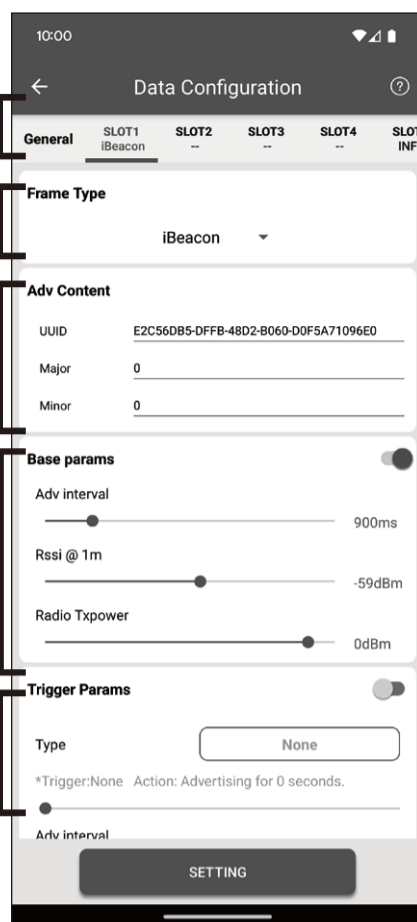 10:00
Data Configuration ?
General SLOT1 SLOT2 SLOT3 SLOT4
iBeacon -- -- --
Frame Type
iBeacon
Adv Content
UUID E2C56DB5-DFFB-48D2-B060-D0F5A71096E0
Major 0
Minor 0
Base params
Adv interval
900ms
Rssi @ 1m
-59dBm
Radio Txpower
0dBm
Trigger Params
Type None
*Trigger:None Action: Advertising for 0 seconds.
Adv interval
SETTING